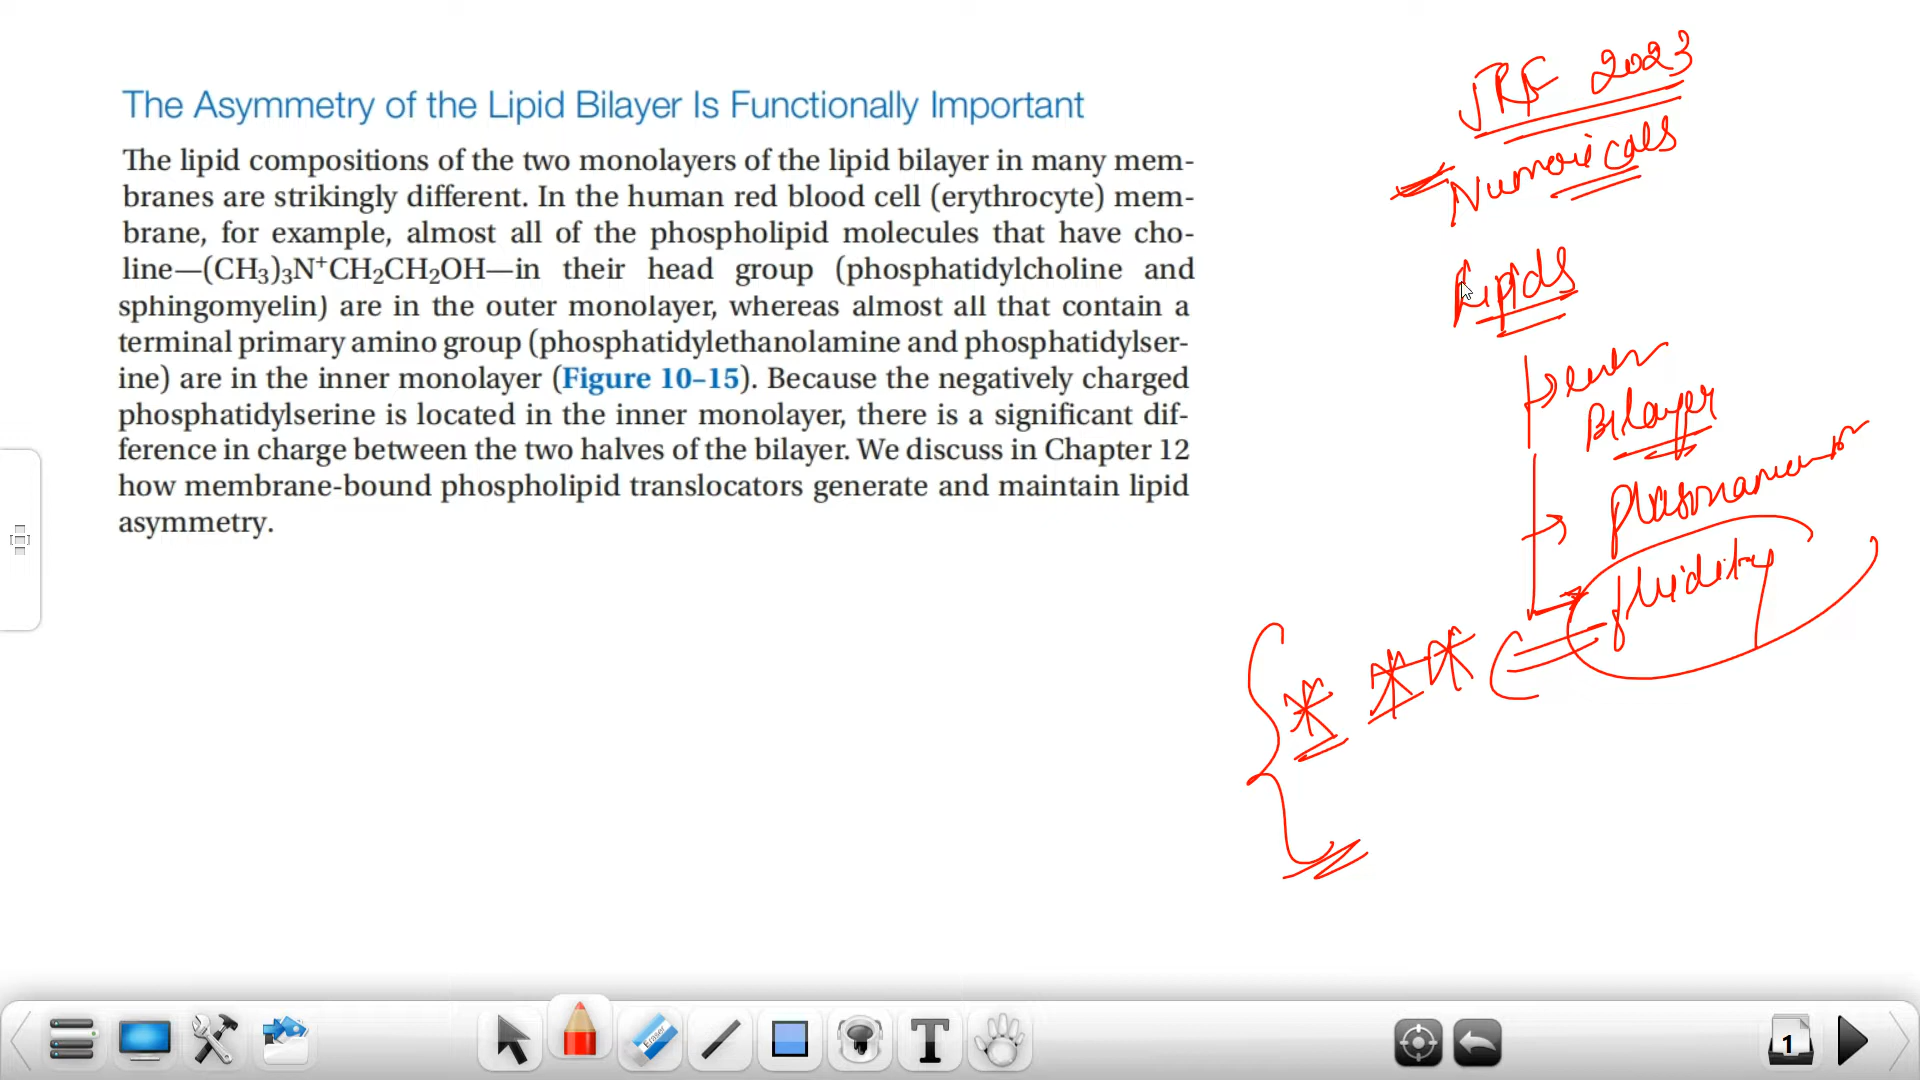 The Asymmetry of the Lipid Bilayer Is Functionally Important
The lipid compositions of the two monolayers of the lipid bilayer in many mem-
branes are strikingly different. In the human red blood cell (erythrocyte) mem-
brane, for example, almost all of the phospholipid molecules that have cho-
line—(CH₃)₃N⁺CH₂CH₂OH—in their head group (phosphatidylcholine and
sphingomyelin) are in the outer monolayer, whereas almost all that contain a
terminal primary amino group (phosphatidylethanolamine and phosphatidylser-
ine) are in the inner monolayer (Figure 10–15). Because the negatively charged
phosphatidylserine is located in the inner monolayer, there is a significant dif-
ference in charge between the two halves of the bilayer. We discuss in Chapter 12
how membrane-bound phospholipid translocators generate and maintain lipid
asymmetry.
JRF 2023
Numericals
Lipids
Bilayer
fluidity
Eraser
T
1